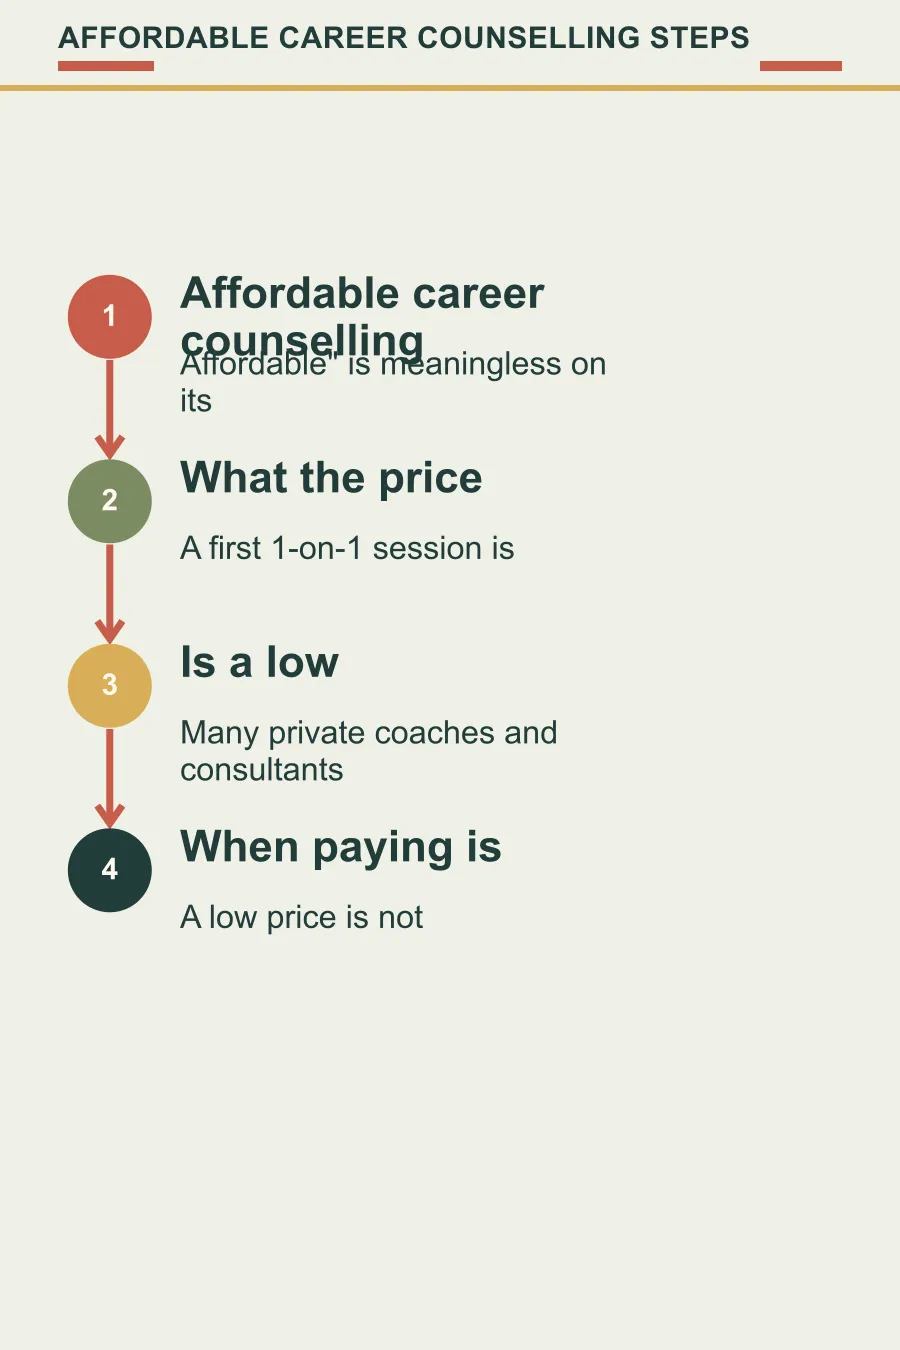 AFFORDABLE CAREER COUNSELLING STEPS
1
Affordable career
counselling
Affordable" is meaningless on
its
2
What the price
A first 1-on-1 session is
3
Is a low
Many private coaches and
consultants
4
When paying is
A low price is not